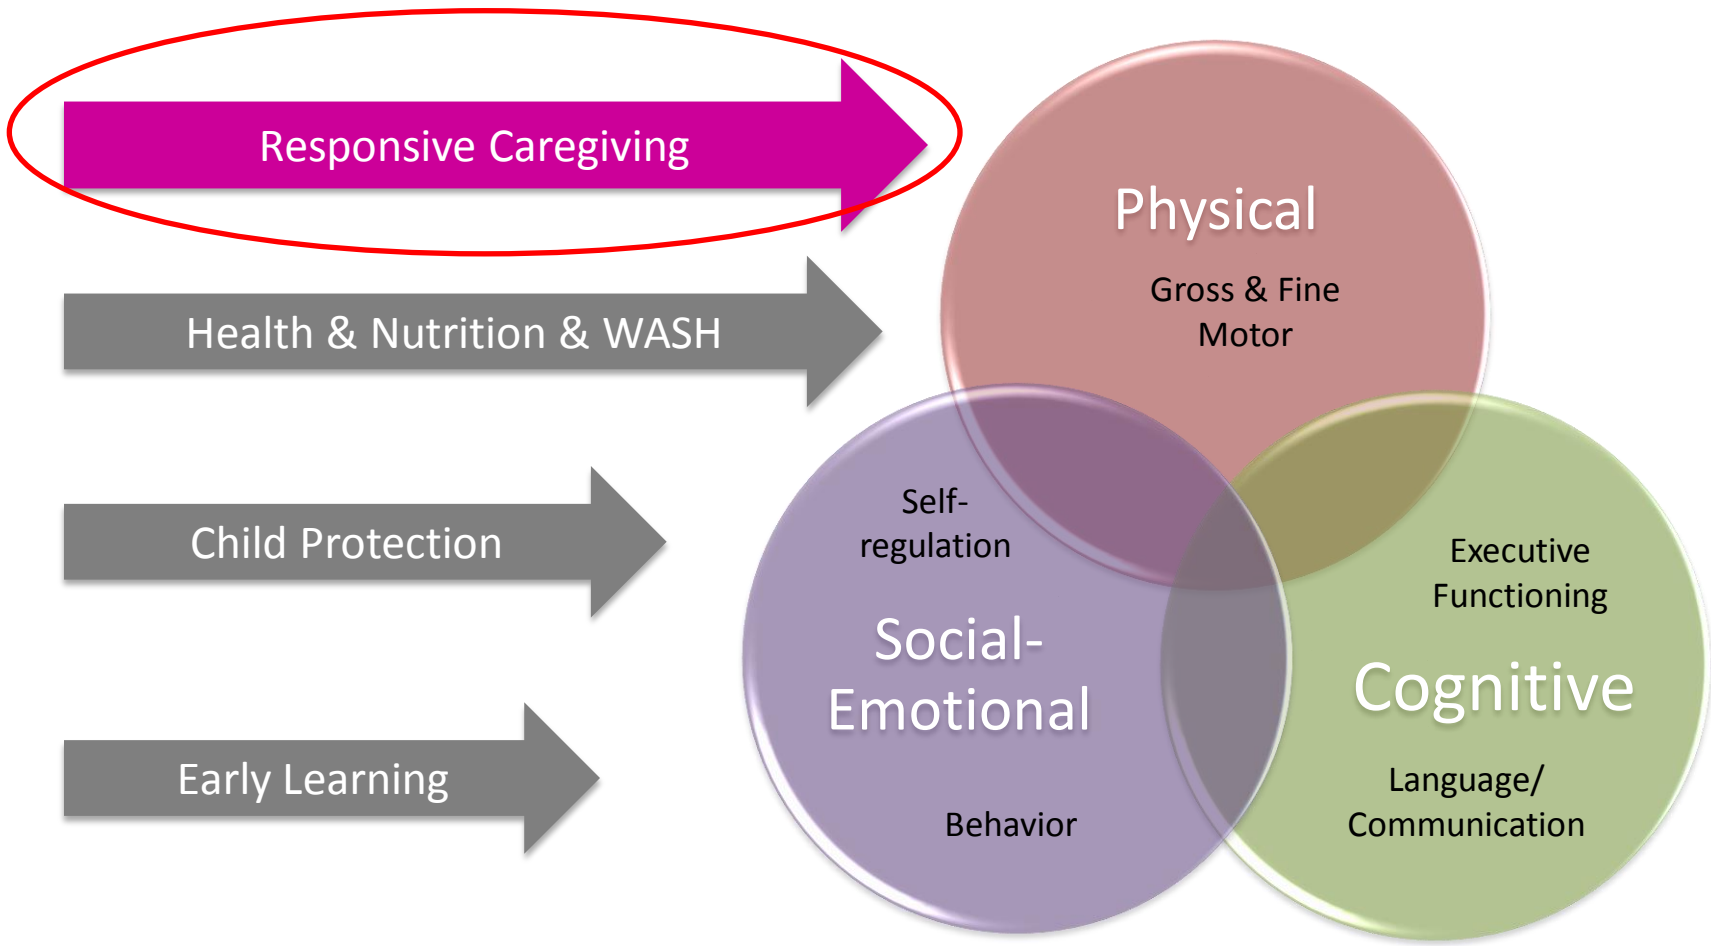 Responsive Caregiving
Health & Nutrition & WASH
Child Protection
Early Learning
Physical
Gross & Fine
Motor
Self-
regulation
Social-
Emotional
Behavior
Executive
Functioning
Cognitive
Language/
Communication